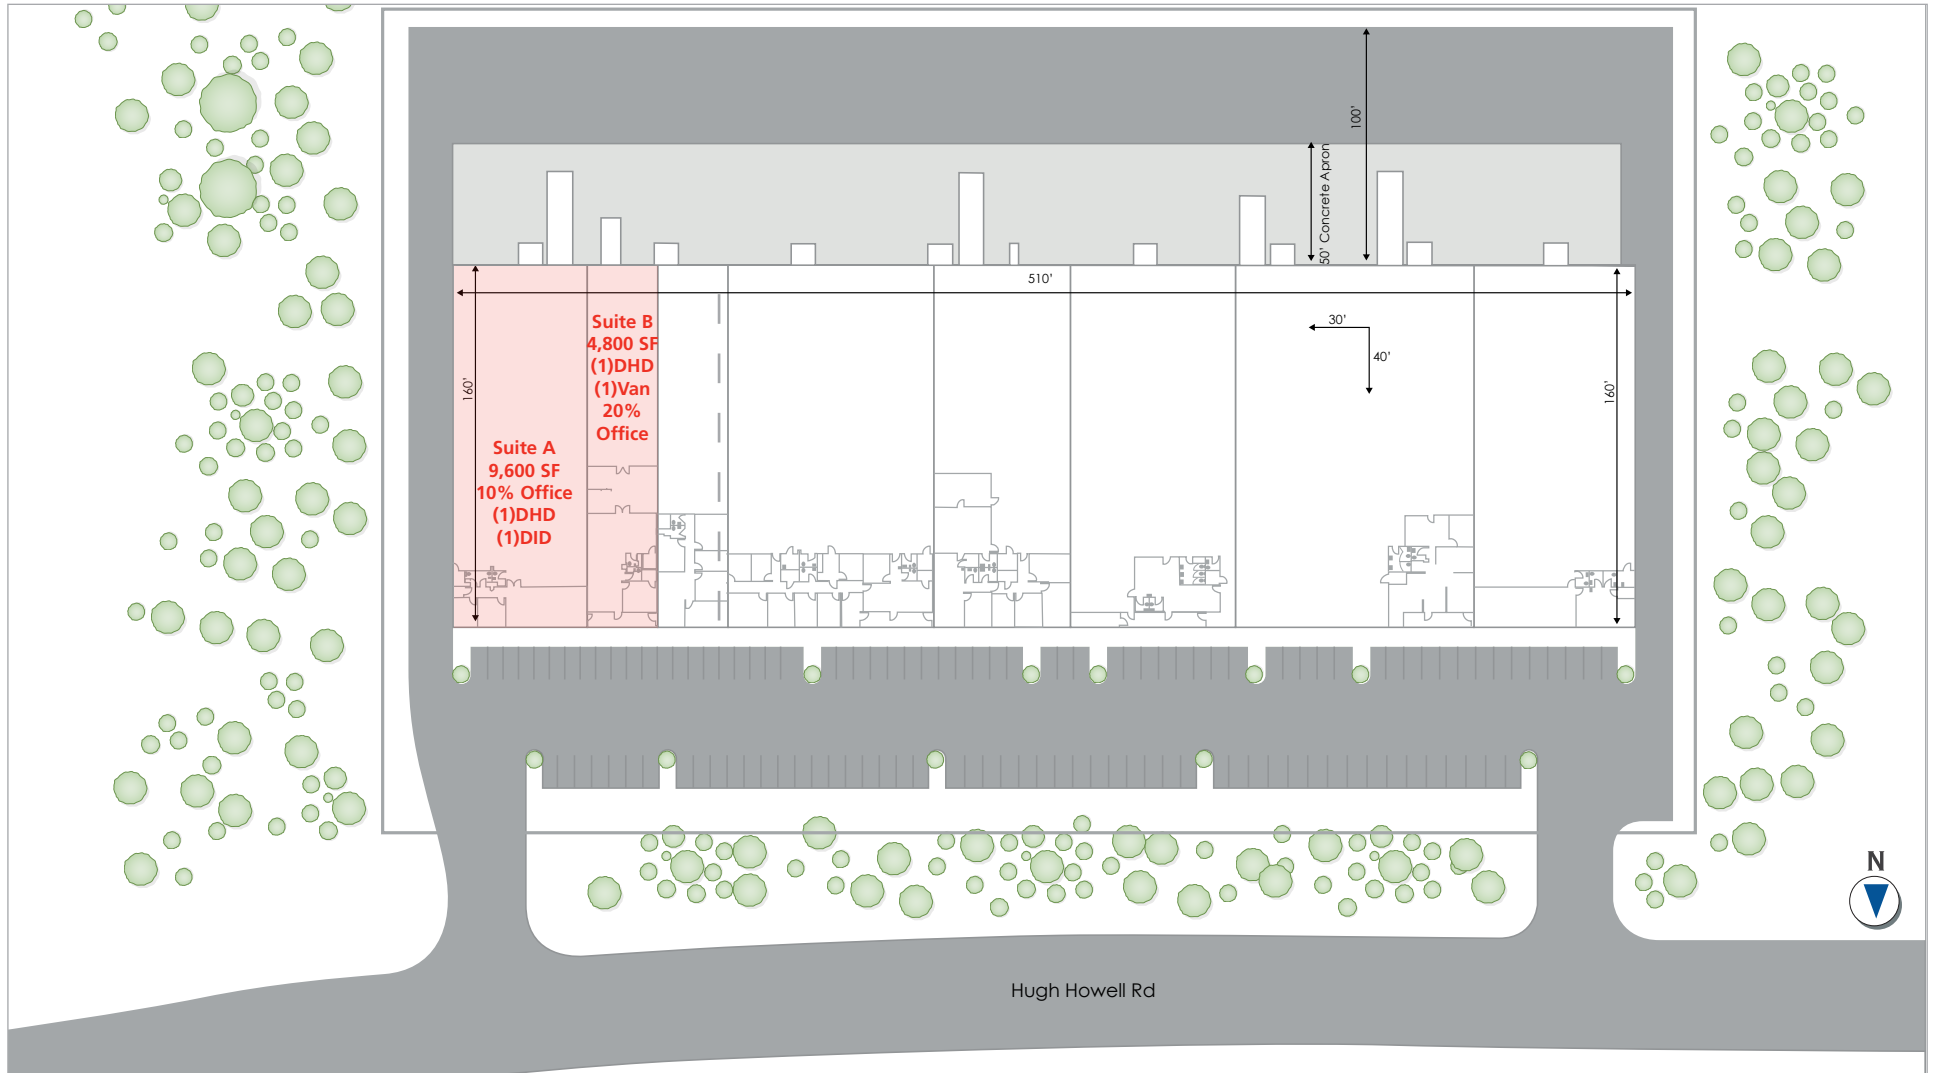 100'
50' Concrete Apron
510'
30'
40'
160'
160'
Suite B
4,800 SF
(1)DHD
(1)Van
20%
Office
Suite A
9,600 SF
10% Office
(1)DHD
(1)DID
N
Hugh Howell Rd